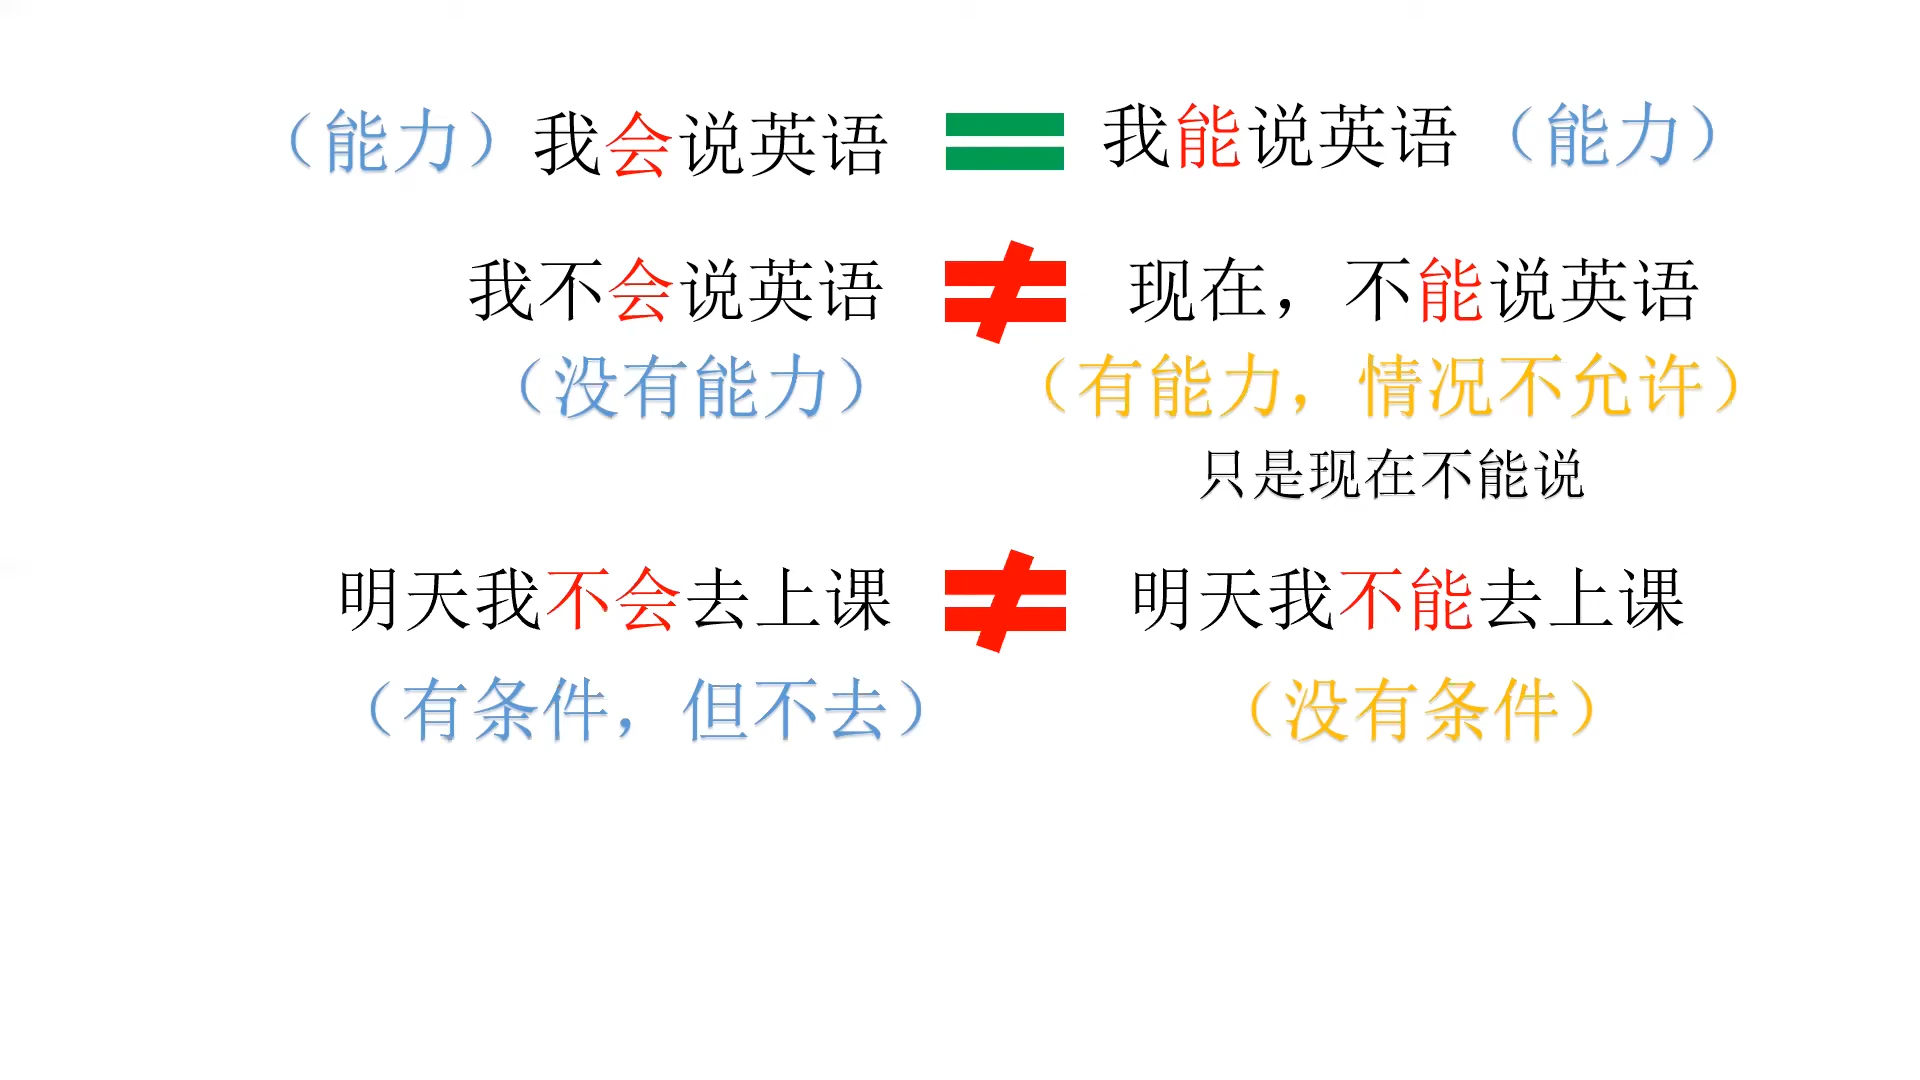 （能力）我会说英语 = 我能说英语（能力）
我不会说英语 ≠ 现在，不能说英语
（没有能力） （有能力，情况不允许）
只是现在不能说
明天我不会去上课 ≠ 明天我不能去上课
（有条件，但不去） （没有条件）